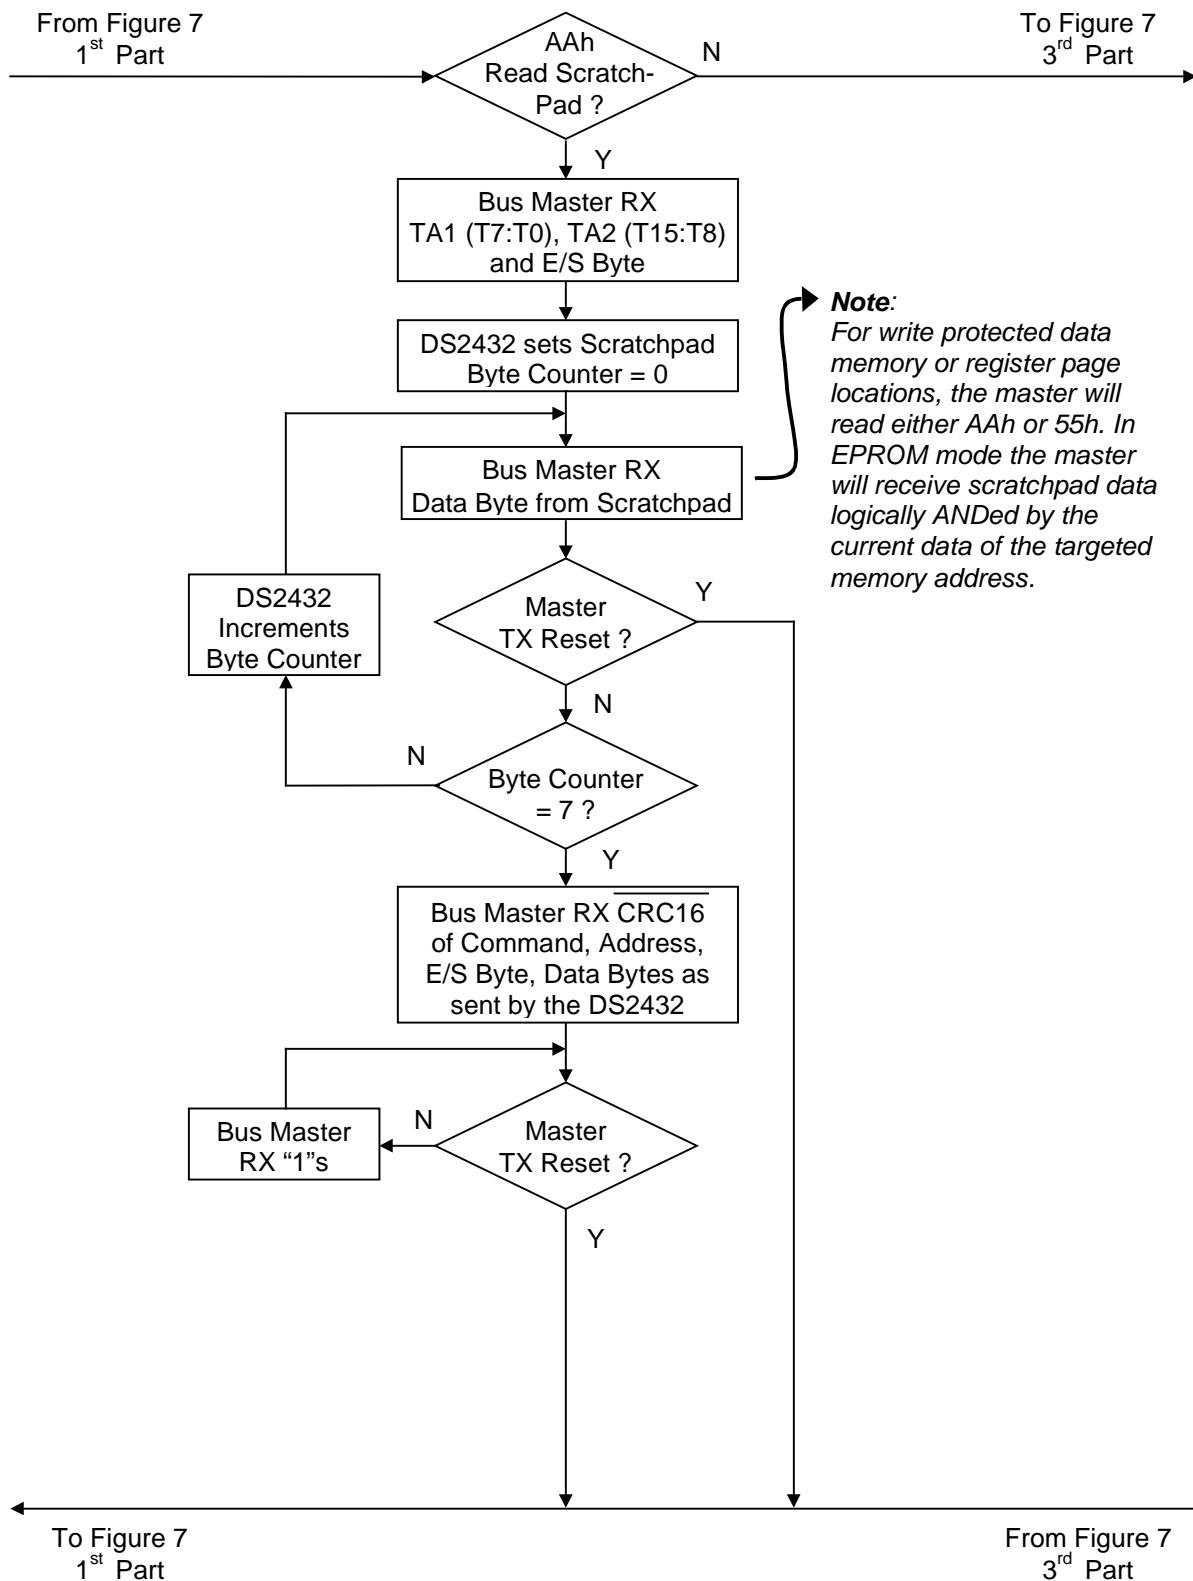 From Figure 7
1st Part
To Figure 7
3rd Part
AAh
Read Scratch-
Pad ?
N
Y
Bus Master RX
TA1 (T7:T0), TA2 (T15:T8)
and E/S Byte
DS2432 sets Scratchpad
Byte Counter = 0
Bus Master RX
Data Byte from Scratchpad
Note:
For write protected data
memory or register page
locations, the master will
read either AAh or 55h. In
EPROM mode the master
will receive scratchpad data
logically ANDed by the
current data of the targeted
memory address.
DS2432
Increments
Byte Counter
Master
TX Reset ?
Y
N
Byte Counter
= 7 ?
N
Y
Bus Master RX CRC16
of Command, Address,
E/S Byte, Data Bytes as
sent by the DS2432
Master
TX Reset ?
N
Bus Master
RX “1”s
Y
To Figure 7
1st Part
From Figure 7
3rd Part